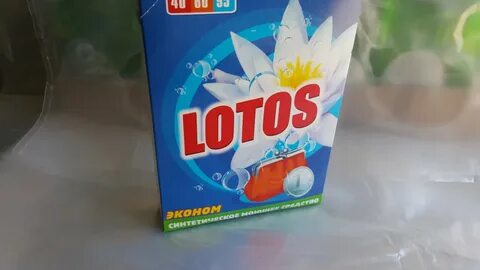 40 60 95
LOTOS
ЭКОНОМ
СИНТЕТИЧЕСКОЕ МОЮЩЕЕ СРЕДСТВО